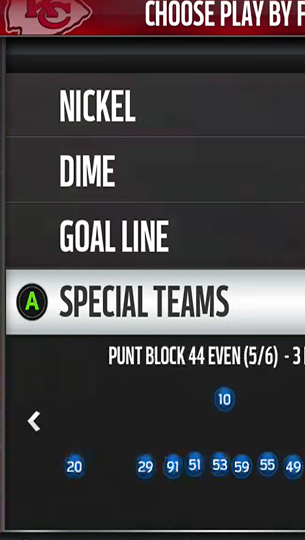 KC
CHOOSE PLAY BY F
NICKEL
DIME
GOAL LINE
A SPECIAL TEAMS
PUNT BLOCK 44 EVEN (5/6) - 3
10
20 29 91 51 53 59 55 49